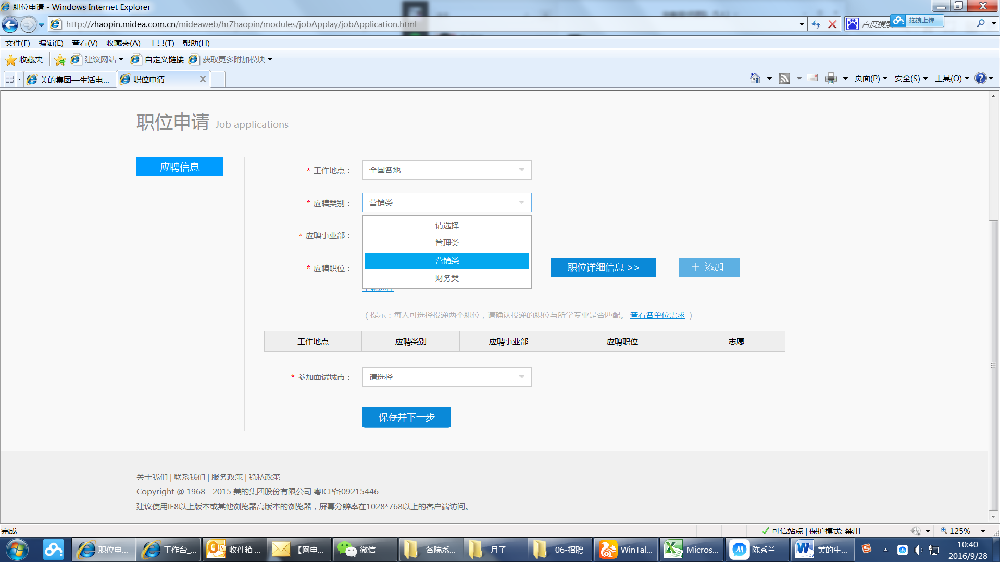 职位申请 - Windows Internet Explorer
http://zhaopin.midea.com.cn/mideaweb/hrZhaopin/modules/jobApplay/jobApplication.html
百度搜索
拖拽上传
文件(F) 编辑(E) 查看(V) 收藏夹(A) 工具(T) 帮助(H)
收藏夹 建议网站 自定义链接 获取更多附加模块
美的集团—生活电... 职位申请 页面(P) 安全(S) 工具(O)
职位申请 Job applications
应聘信息
* 工作地点： 全国各地
* 应聘类别： 营销类
请选择
管理类
营销类
财务类
* 应聘事业部：
* 应聘职位： 职位详细信息 >> + 添加
重新选择
（提示：每人可选择投递两个职位，请确认投递的职位与所学专业是否匹配。 查看各单位需求 ）
工作地点 应聘类别 应聘事业部 应聘职位 志愿
* 参加面试城市： 请选择
保存并下一步
关于我们 | 联系我们 | 服务政策 | 稳私政策
Copyright @ 1968 - 2015 美的集团股份有限公司 粤ICP备09215446
建议使用IE8以上版本或其他浏览器高版本的浏览器，屏幕分辨率在1028*768以上的客户端访问。
完成 可信站点 | 保护模式: 禁用 125%
职位申... 工作台_... 收件箱 ... 【网申... 微信 各院系... 月子 06-招聘 WinTal... Micros... 陈秀兰 美的生...
10:40
2016/9/28